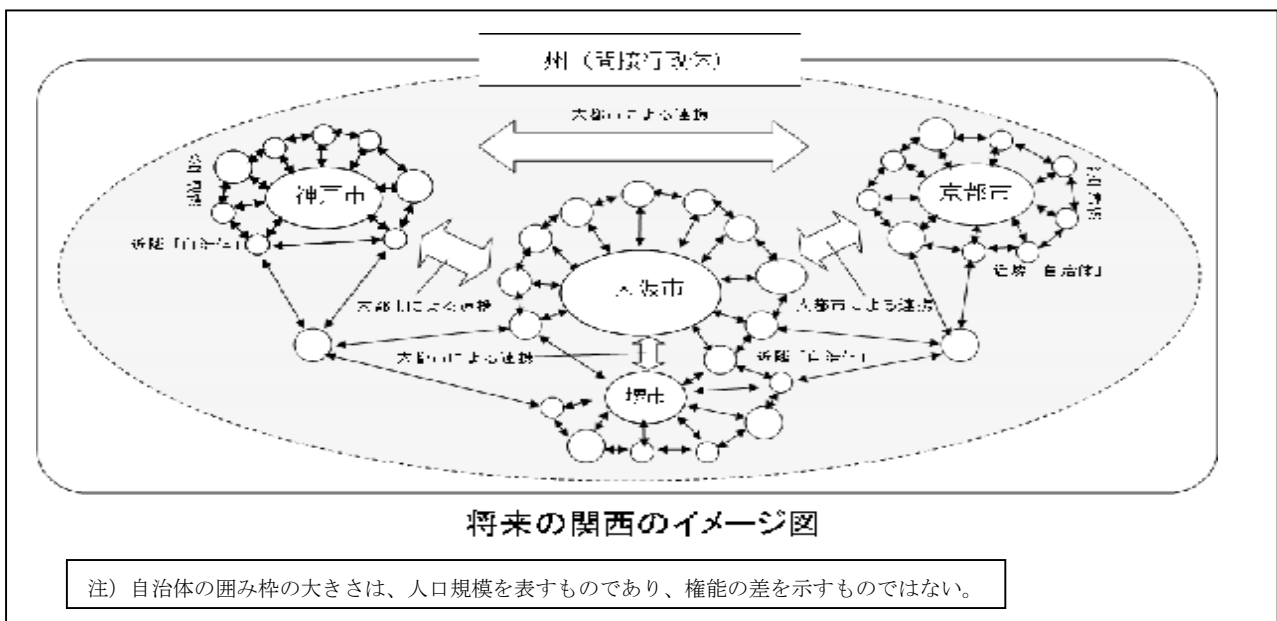 州（間接行政体）
大都市による連携
神戸市
京都市
近隣「自治体」
大阪市
近隣「自治体」
大都市による連携
大都市による連携
大都市による連携
近隣「自治体」
堺市
将来の関西のイメージ図
注）自治体の囲み枠の大きさは、人口規模を表すものであり、権能の差を示すものではない。